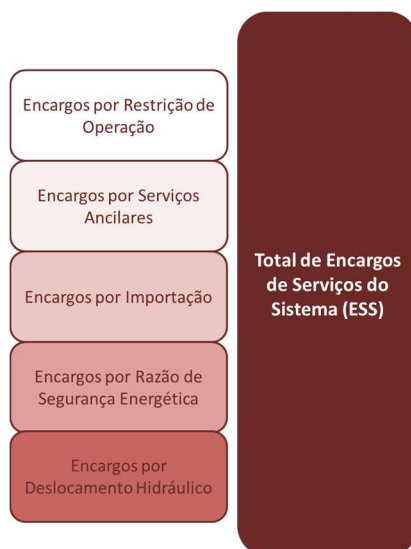 Encargos por Restrição de
Operação
Encargos por Serviços
Ancilares
Encargos por Importação
Encargos por Razão de
Segurança Energética
Encargos por
Deslocamento Hidráulico
Total de Encargos
de Serviços do
Sistema (ESS)